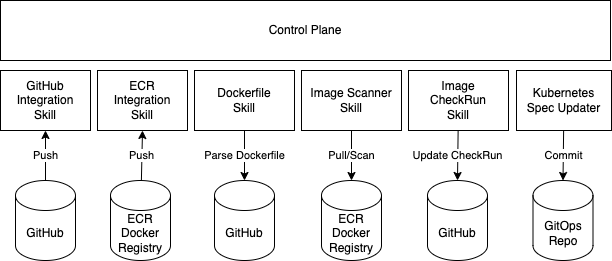 Control Plane
GitHub
Integration
Skill
ECR
Integration
Skill
Dockerfile
Skill
Image Scanner
Skill
Image
CheckRun
Skill
Kubernetes
Spec Updater
Push
Push
Parse Dockerfile
Pull/Scan
Update CheckRun
Commit
GitHub
ECR
Docker
Registry
GitHub
ECR
Docker
Registry
GitHub
GitOps
Repo